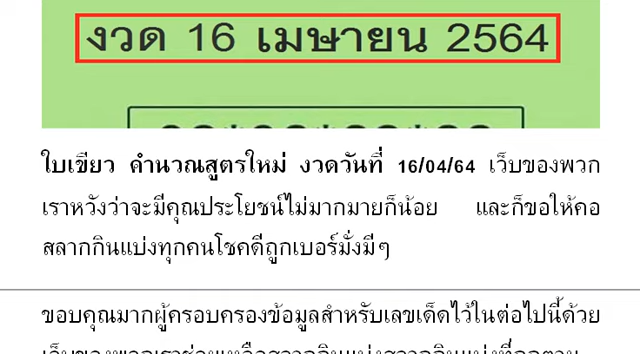 งวด 16 เมษายน 2564
ใบเขียว คำนวณสูตรใหม่ งวดวันที่ 16/04/64 เว็บของพวก
เราหวังว่าจะมีคุณประโยชน์ไม่มากมายก็น้อย และก็ขอให้คอ
สลากกินแบ่งทุกคนโชคดีถูกเบอร์มั่งมีๆ
ขอบคุณมากผู้ครอบครองข้อมูลสำหรับเลขเด็ดไว้ในต่อไปนี้ด้วย